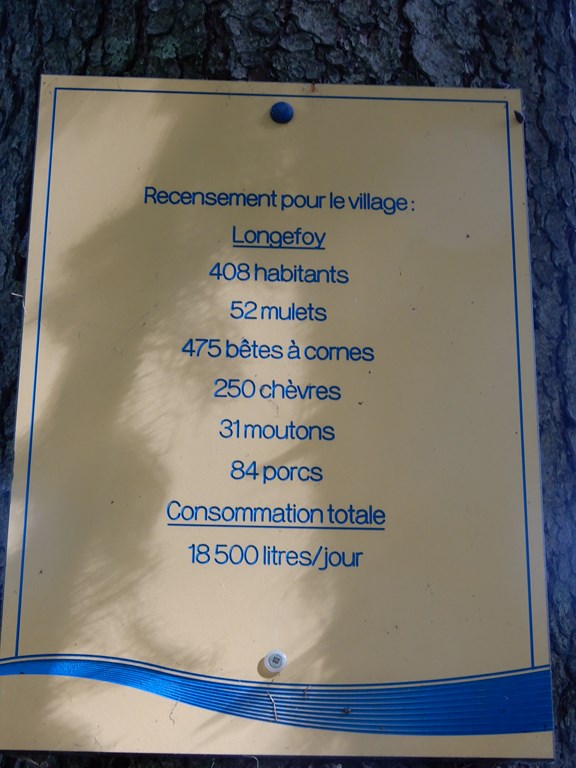 Recensement pour le village :
Longefoy
408 habitants
52 mulets
475 bêtes à cornes
250 chèvres
31 moutons
84 porcs
Consommation totale
18 500 litres/jour